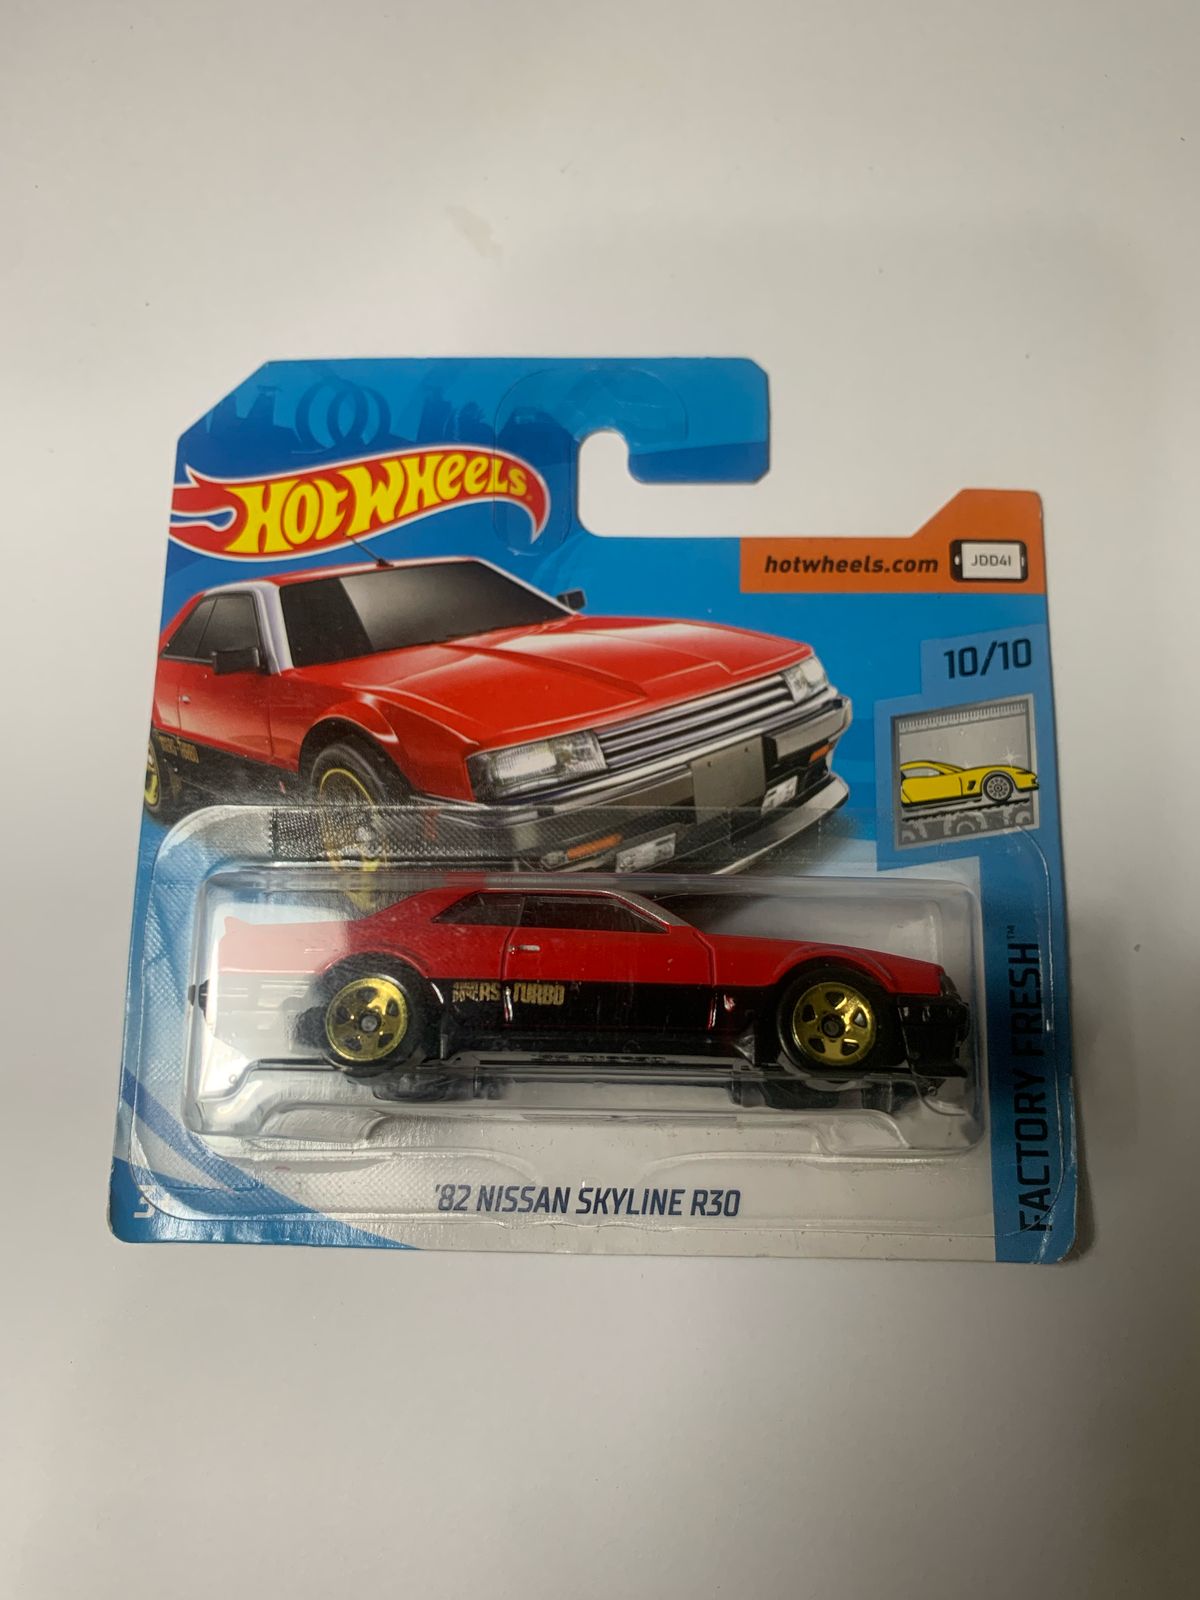 HOT WHEELS
hotwheels.com
JDD41
10/10
RS-TURBO
FACTORY FRESH™
'82 NISSAN SKYLINE R30